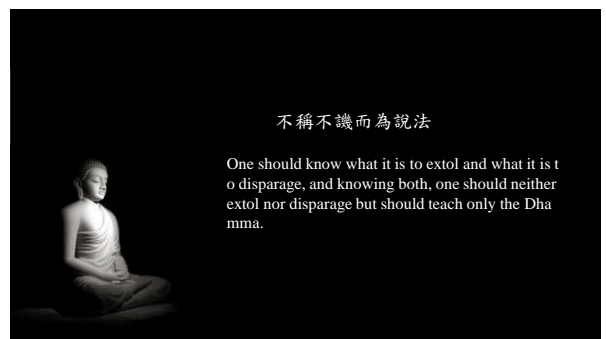 不稱不譏而為說法
One should know what it is to extol and what it is t
o disparage, and knowing both, one should neither
extol nor disparage but should teach only the Dha
mma.